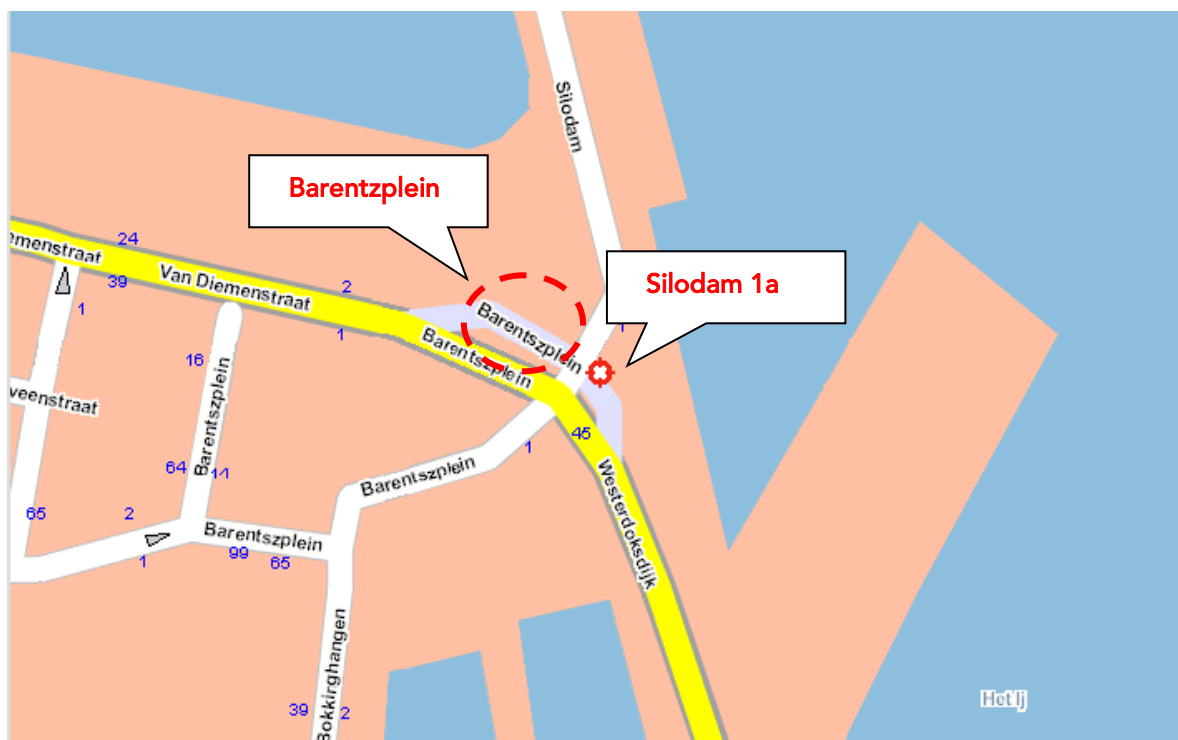 Silodam
Barentzplein
Silodam 1a
24
emenstraat
39
Van Diemenstraat
2
1
1
Barentszplein
Barentszplein
1
16
veenstraat
Barentszplein
64
11
45
1
Barentszplein
Westerdoksdijk
65
2
1
Barentszplein
99
65
Bokkinghangen
39
2
Het Ij